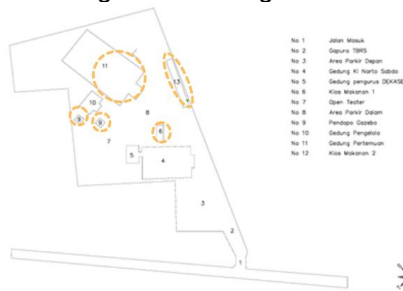 No 1 Jalan Masuk
No 2 Gapura TBRS
No 3 Area Parkir Depan
No 4 Gedung Ki Narto Sabdo
No 5 Gedung pengurus DEKASE
No 6 Kios Makanan 1
No 7 Open Teater
No 8 Area Parkir Dalam
No 9 Pendopo Gazebo
No 10 Gedung Pengelola
No 11 Gedung Pertemuan
No 12 Kios Makanan 2
11
13
10
8
9
9
6
7
5
4
3
2
1